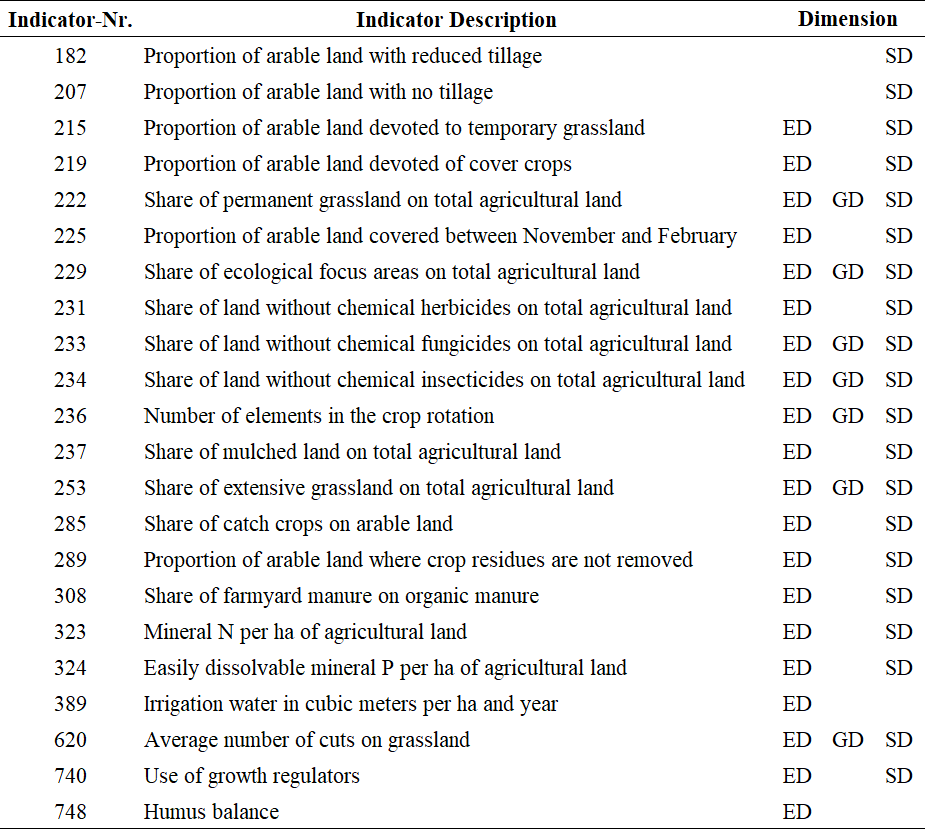 Indicator-Nr. Indicator Description Dimension
182 Proportion of arable land with reduced tillage SD
207 Proportion of arable land with no tillage SD
215 Proportion of arable land devoted to temporary grassland ED SD
219 Proportion of arable land devoted of cover crops ED SD
222 Share of permanent grassland on total agricultural land ED GD SD
225 Proportion of arable land covered between November and February ED SD
229 Share of ecological focus areas on total agricultural land ED GD SD
231 Share of land without chemical herbicides on total agricultural land ED SD
233 Share of land without chemical fungicides on total agricultural land ED GD SD
234 Share of land without chemical insecticides on total agricultural land ED GD SD
236 Number of elements in the crop rotation ED GD SD
237 Share of mulched land on total agricultural land ED SD
253 Share of extensive grassland on total agricultural land ED GD SD
285 Share of catch crops on arable land ED SD
289 Proportion of arable land where crop residues are not removed ED SD
308 Share of farmyard manure on organic manure ED SD
323 Mineral N per ha of agricultural land ED SD
324 Easily dissolvable mineral P per ha of agricultural land ED SD
389 Irrigation water in cubic meters per ha and year ED
620 Average number of cuts on grassland ED GD SD
740 Use of growth regulators ED SD
748 Humus balance ED